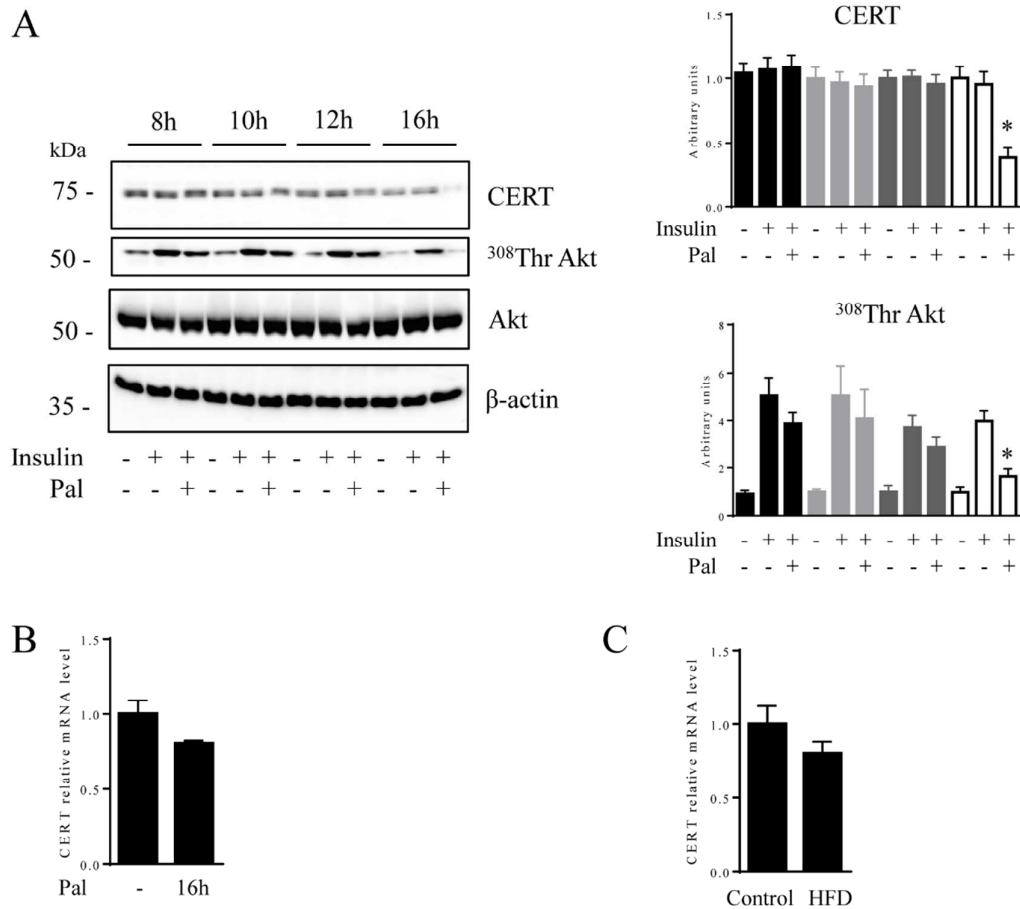 A
8h 10h 12h 16h
kDa
75 -
CERT
50 -
³⁰⁸Thr Akt
50 -
Akt
35 -
β-actin
Insulin - + + - + + - + + - + +
Pal - - + - - + - - + - - +
CERT
Arbitrary units
1.5
1.0
0.5
0.0
*
Insulin - + + - + + - + + - + +
Pal - - + - - + - - + - - +
³⁰⁸Thr Akt
Arbitrary units
8
6
4
2
0
*
Insulin - + + - + + - + + - + +
Pal - - + - - + - - + - - +
B
CERT relative mRNA level
1.5
1.0
0.5
0.0
Pal - 16h
C
CERT relative mRNA level
1.5
1.0
0.5
0.0
Control HFD